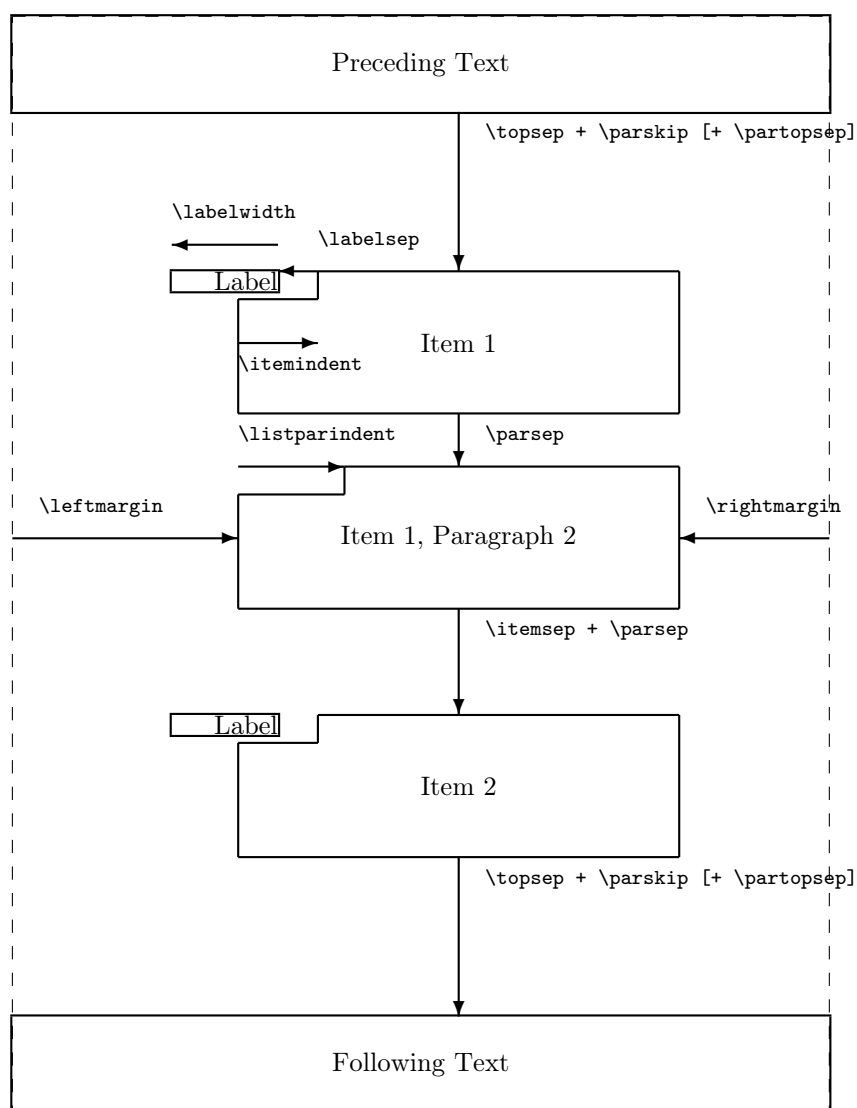 Preceding Text
\topsep + \parskip [+ \partopsep]
\labelwidth
\labelsep
Label
Item 1
\itemindent
\listparindent
\parsep
\leftmargin
\rightmargin
Item 1, Paragraph 2
\itemsep + \parsep
Label
Item 2
\topsep + \parskip [+ \partopsep]
Following Text